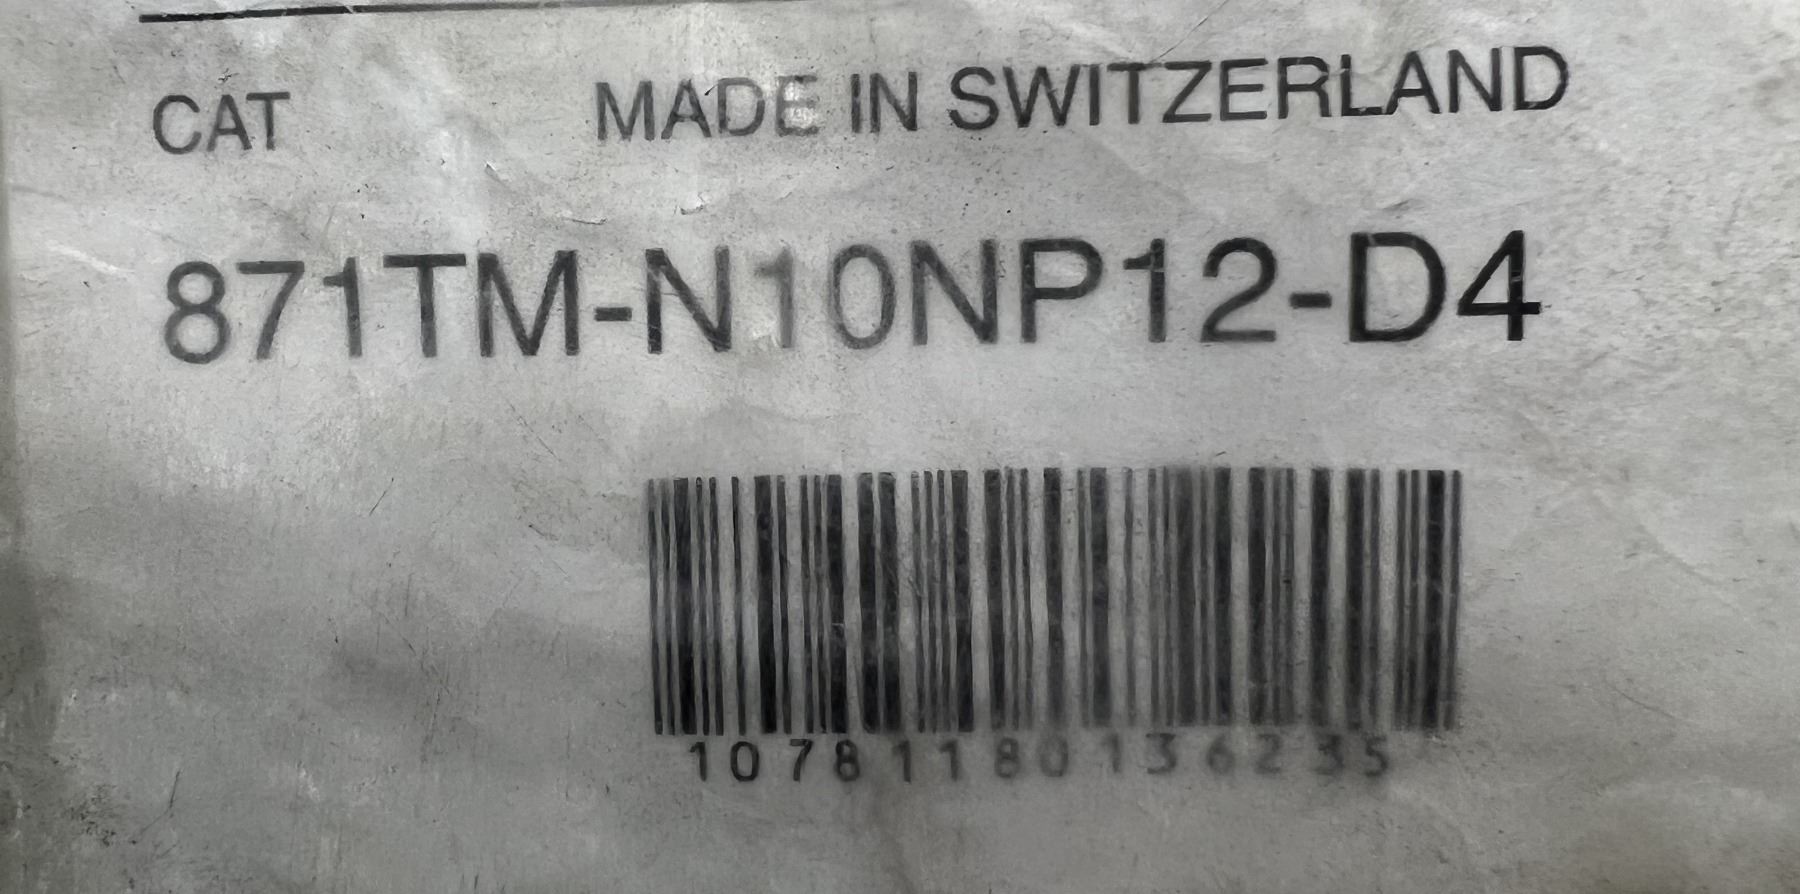 CAT MADE IN SWITZERLAND
871TM-N10NP12-D4
10781180136235